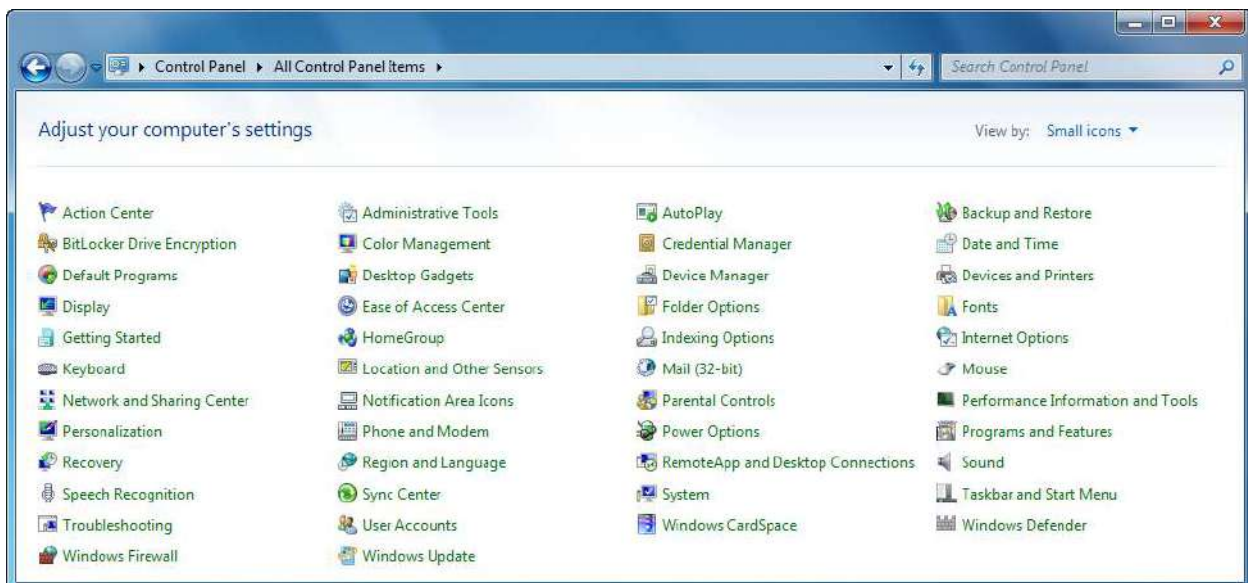 Control Panel All Control Panel Items Search Control Panel
Adjust your computer's settings View by: Small icons
Action Center Administrative Tools AutoPlay Backup and Restore
BitLocker Drive Encryption Color Management Credential Manager Date and Time
Default Programs Desktop Gadgets Device Manager Devices and Printers
Display Ease of Access Center Folder Options Fonts
Getting Started HomeGroup Indexing Options Internet Options
Keyboard Location and Other Sensors Mail (32-bit) Mouse
Network and Sharing Center Notification Area Icons Parental Controls Performance Information and Tools
Personalization Phone and Modem Power Options Programs and Features
Recovery Region and Language RemoteApp and Desktop Connections Sound
Speech Recognition Sync Center System Taskbar and Start Menu
Troubleshooting User Accounts Windows CardSpace Windows Defender
Windows Firewall Windows Update